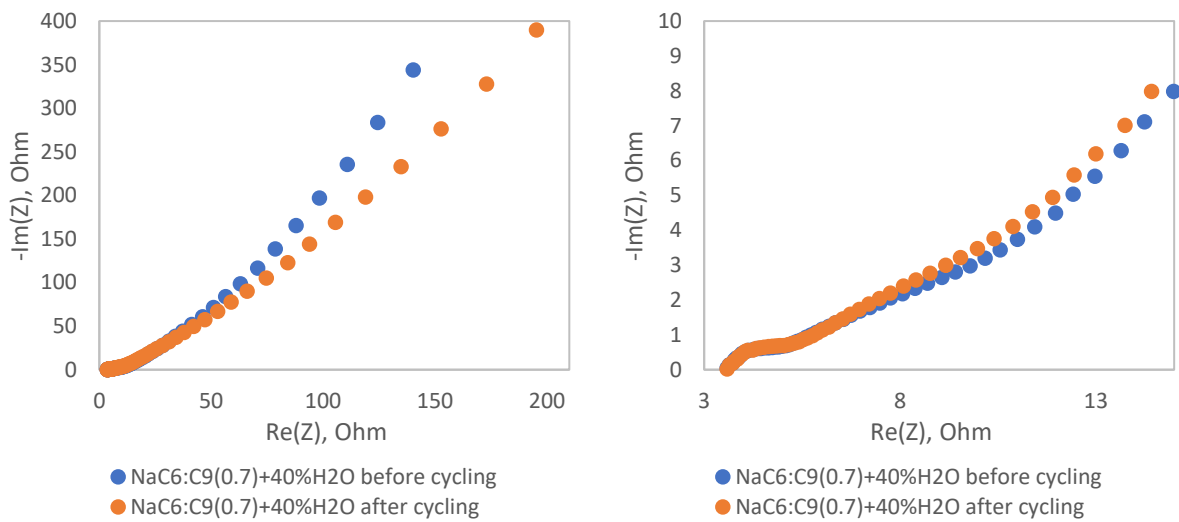 400
350
300
250
200
150
100
50
0
-Im(Z), Ohm
0 50 100 150 200
Re(Z), Ohm
NaC6:C9(0.7)+40%H2O before cycling
NaC6:C9(0.7)+40%H2O after cycling
10
9
8
7
6
5
4
3
2
1
0
-Im(Z), Ohm
3 8 13
Re(Z), Ohm
NaC6:C9(0.7)+40%H2O before cycling
NaC6:C9(0.7)+40%H2O after cycling